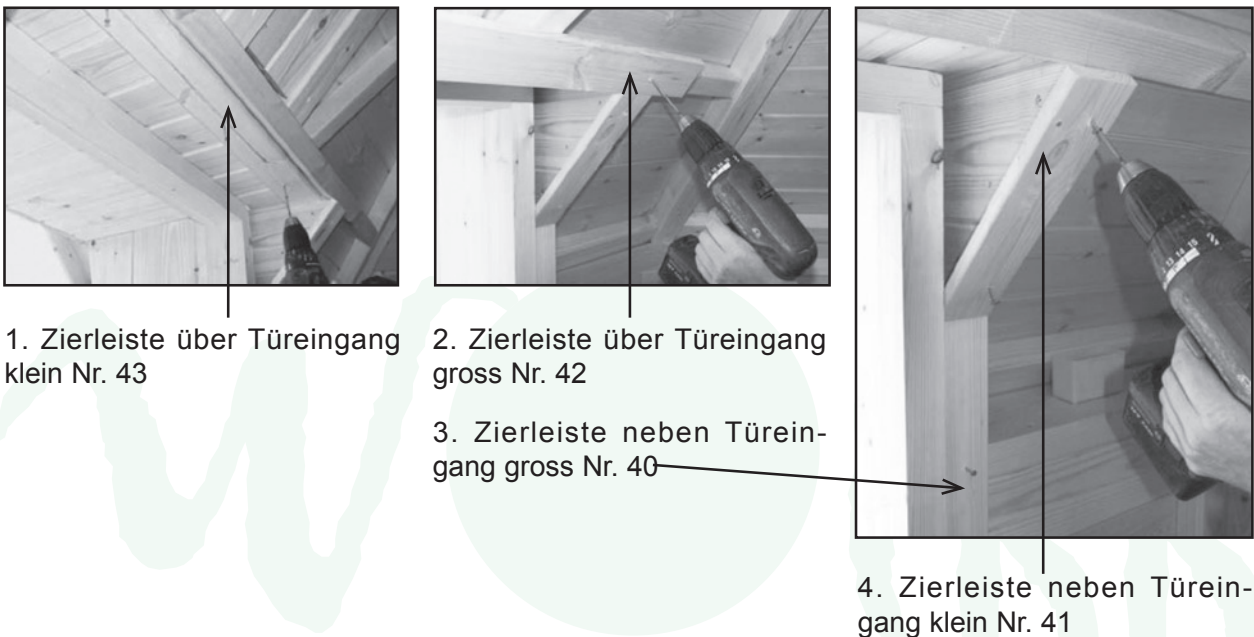 1. Zierleiste über Türeingang
klein Nr. 43
2. Zierleiste über Türeingang
gross Nr. 42
3. Zierleiste neben Türein-
gang gross Nr. 40
4. Zierleiste neben Türein-
gang klein Nr. 41